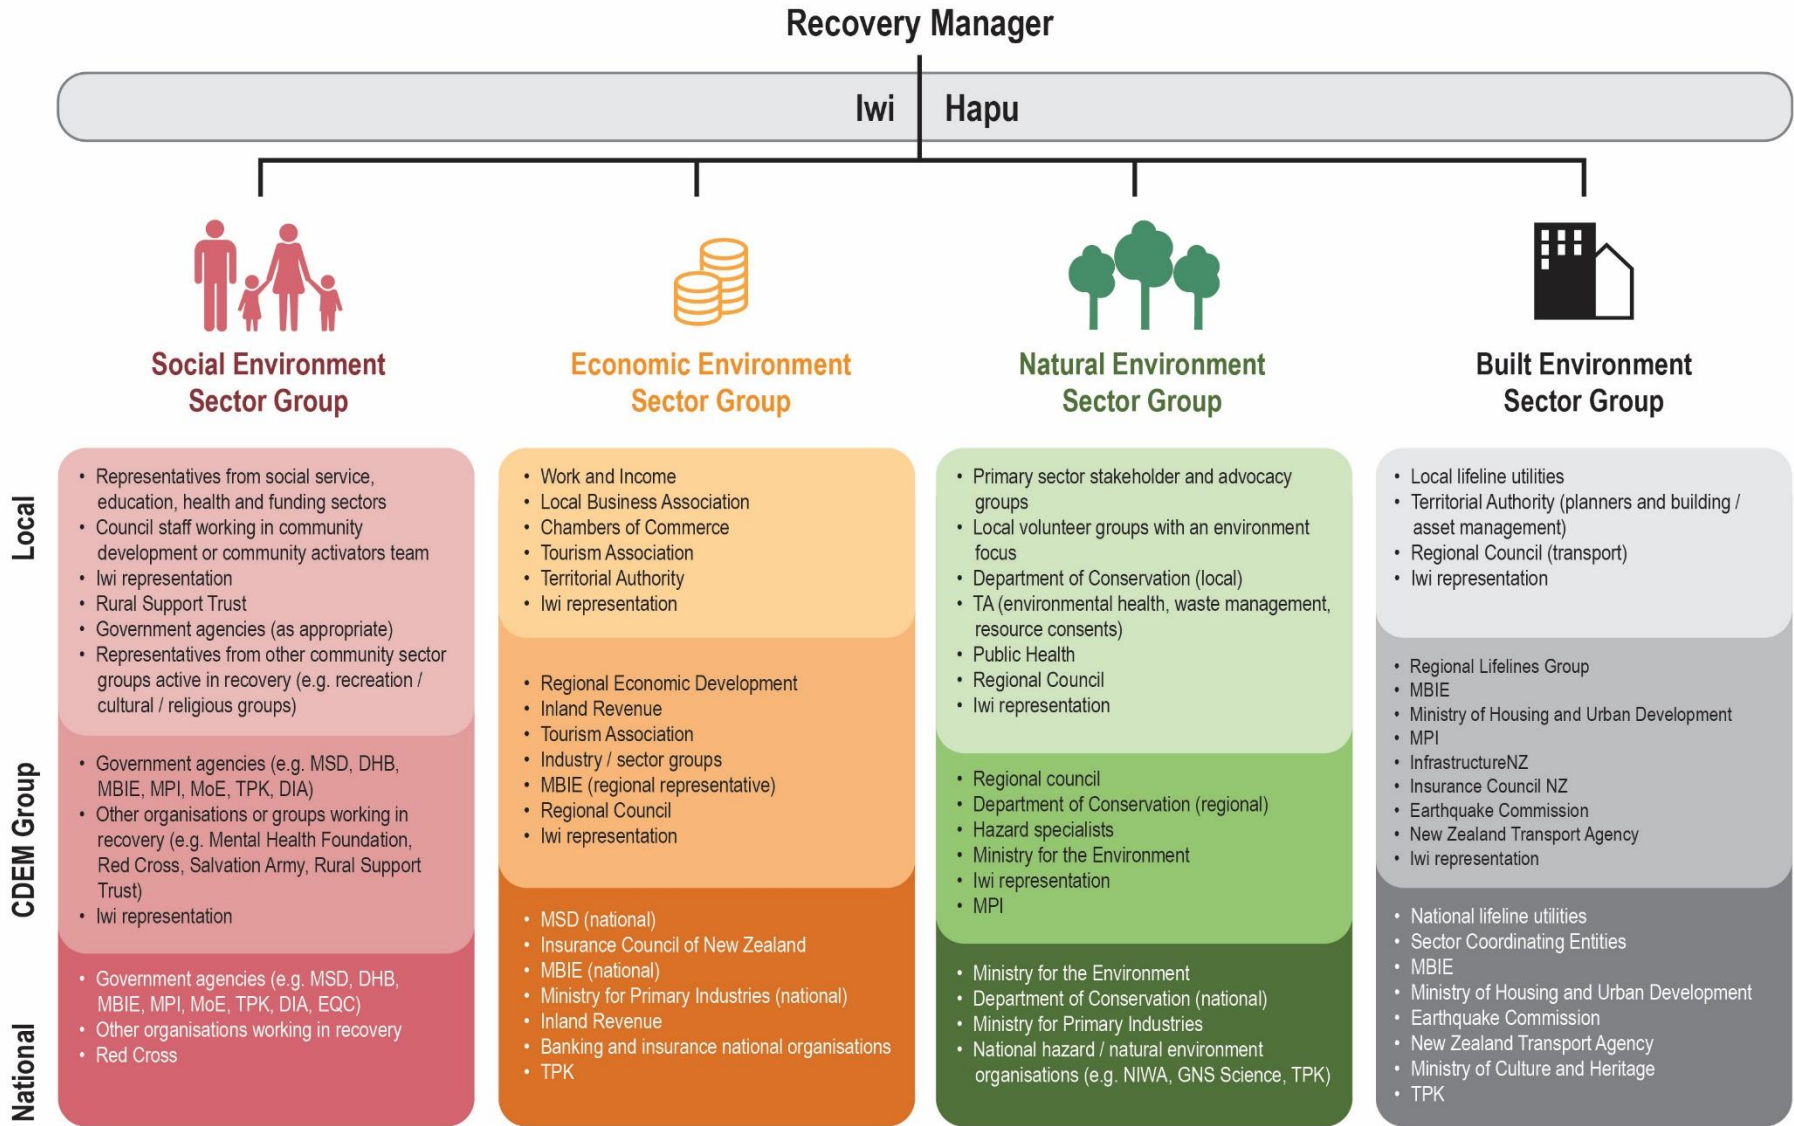 Recovery Manager
Iwi
Hapu
Social Environment
Sector Group
Economic Environment
Sector Group
Natural Environment
Sector Group
Built Environment
Sector Group
Local
• Representatives from social service,
education, health and funding sectors
• Council staff working in community
development or community activators team
• Iwi representation
• Rural Support Trust
• Government agencies (as appropriate)
• Representatives from other community sector
groups active in recovery (e.g. recreation /
cultural / religious groups)
• Work and Income
• Local Business Association
• Chambers of Commerce
• Tourism Association
• Territorial Authority
• Iwi representation
• Primary sector stakeholder and advocacy
groups
• Local volunteer groups with an environment
focus
• Department of Conservation (local)
• TA (environmental health, waste management,
resource consents)
• Public Health
• Regional Council
• Iwi representation
• Local lifeline utilities
• Territorial Authority (planners and building /
asset management)
• Regional Council (transport)
• Iwi representation
CDEM Group
• Government agencies (e.g. MSD, DHB,
MBIE, MPI, MoE, TPK, DIA)
• Other organisations or groups working in
recovery (e.g. Mental Health Foundation,
Red Cross, Salvation Army, Rural Support
Trust)
• Iwi representation
• Regional Economic Development
• Inland Revenue
• Tourism Association
• Industry / sector groups
• MBIE (regional representative)
• Regional Council
• Iwi representation
• Regional council
• Department of Conservation (regional)
• Hazard specialists
• Ministry for the Environment
• Iwi representation
• MPI
• Regional Lifelines Group
• MBIE
• Ministry of Housing and Urban Development
• MPI
• InfrastructureNZ
• Insurance Council NZ
• Earthquake Commission
• New Zealand Transport Agency
• Iwi representation
National
• Government agencies (e.g. MSD, DHB,
MBIE, MPI, MoE, TPK, DIA, EQC)
• Other organisations working in recovery
• Red Cross
• MSD (national)
• Insurance Council of New Zealand
• MBIE (national)
• Ministry for Primary Industries (national)
• Inland Revenue
• Banking and insurance national organisations
• TPK
• Ministry for the Environment
• Department of Conservation (national)
• Ministry for Primary Industries
• National hazard / natural environment
organisations (e.g. NIWA, GNS Science, TPK)
• National lifeline utilities
• Sector Coordinating Entities
• MBIE
• Ministry of Housing and Urban Development
• Earthquake Commission
• New Zealand Transport Agency
• Ministry of Culture and Heritage
• TPK